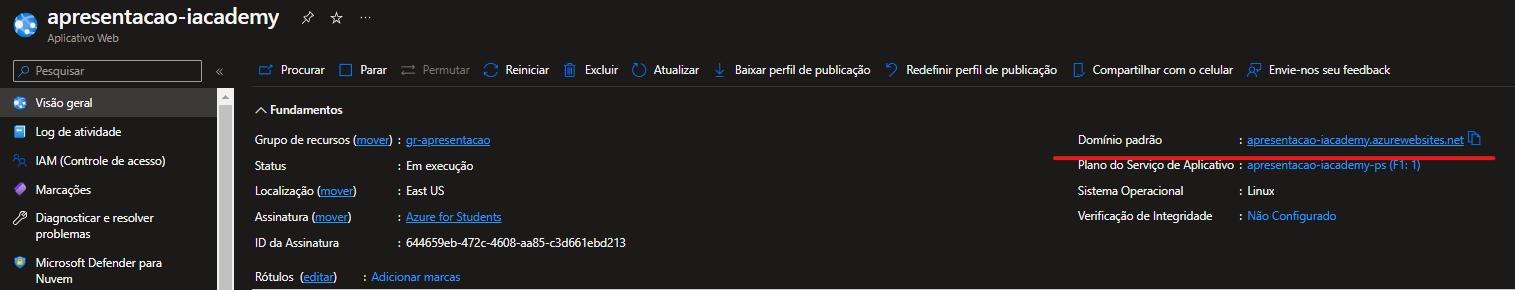 apresentacao-iacademy
Aplicativo Web
Pesquisar
Procurar Parar Permutar Reiniciar Excluir Atualizar Baixar perfil de publicação Redefinir perfil de publicação Compartilhar com o celular Envie-nos seu feedback
Visão geral
Log de atividade
IAM (Controle de acesso)
Marcações
Diagnosticar e resolver
problemas
Microsoft Defender para
Nuvem
Fundamentos
Grupo de recursos (mover) : gr-apresentacao
Status : Em execução
Localização (mover) : East US
Assinatura (mover) : Azure for Students
ID da Assinatura : 644659eb-472c-4608-aa85-c3d661ebd213
Rótulos (editar) : Adicionar marcas
Domínio padrão : apresentacao-iacademy.azurewebsites.net
Plano do Serviço de Aplicativo : apresentacao-iacademy-ps (F1: 1)
Sistema Operacional : Linux
Verificação de Integridade : Não Configurado